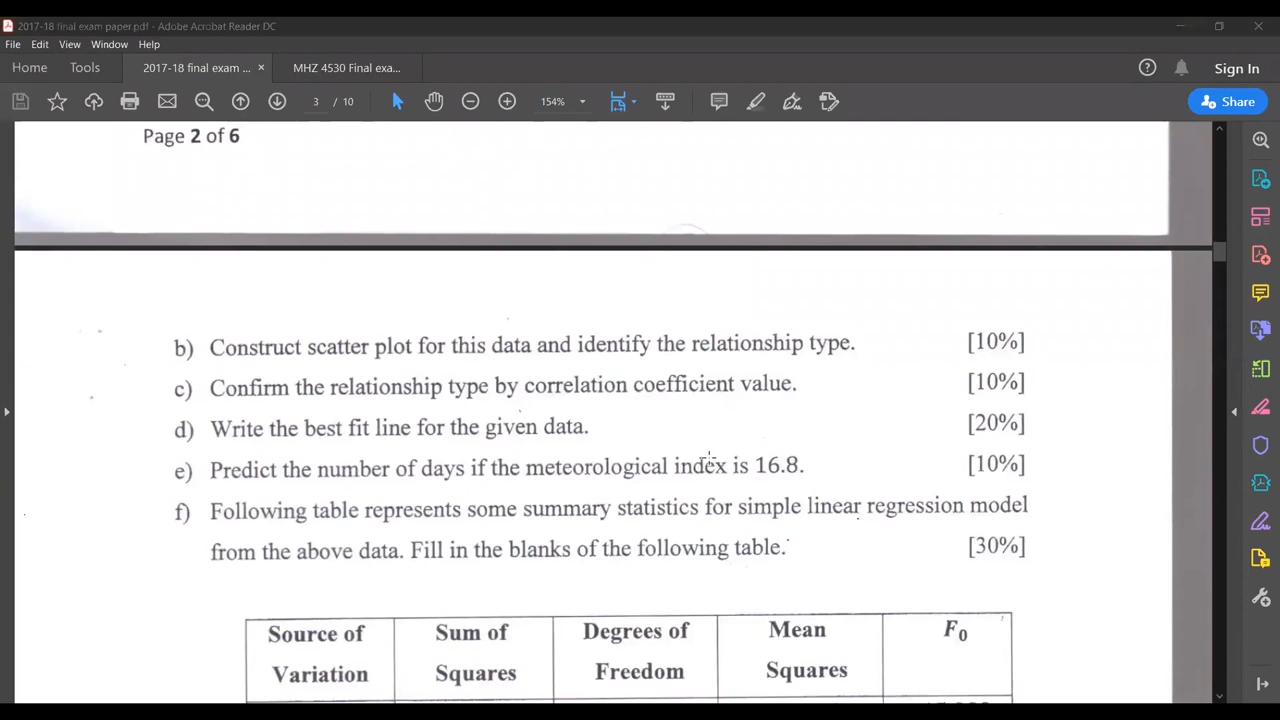 2017-18 final exam paper.pdf - Adobe Acrobat Reader DC
File Edit View Window Help
Home Tools 2017-18 final exam ... × MHZ 4530 Final exa... Sign In
3 / 10 154% Share
Page 2 of 6
b) Construct scatter plot for this data and identify the relationship type. [10%]
c) Confirm the relationship type by correlation coefficient value. [10%]
d) Write the best fit line for the given data. [20%]
e) Predict the number of days if the meteorological index is 16.8. [10%]
f) Following table represents some summary statistics for simple linear regression model
from the above data. Fill in the blanks of the following table. [30%]
Source of Sum of Degrees of Mean F₀
Variation Squares Freedom Squares